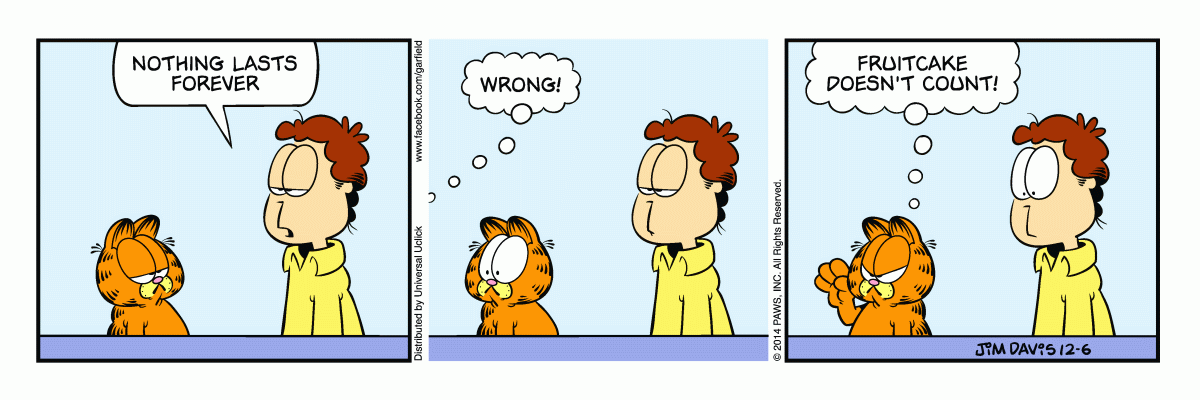 NOTHING LASTS
FOREVER
www.facebook.com/garfield
Distributed by Universal Uclick
WRONG!
© 2014 PAWS, INC. All Rights Reserved.
FRUITCAKE
DOESN'T COUNT!
JIM DAVIS 12-6